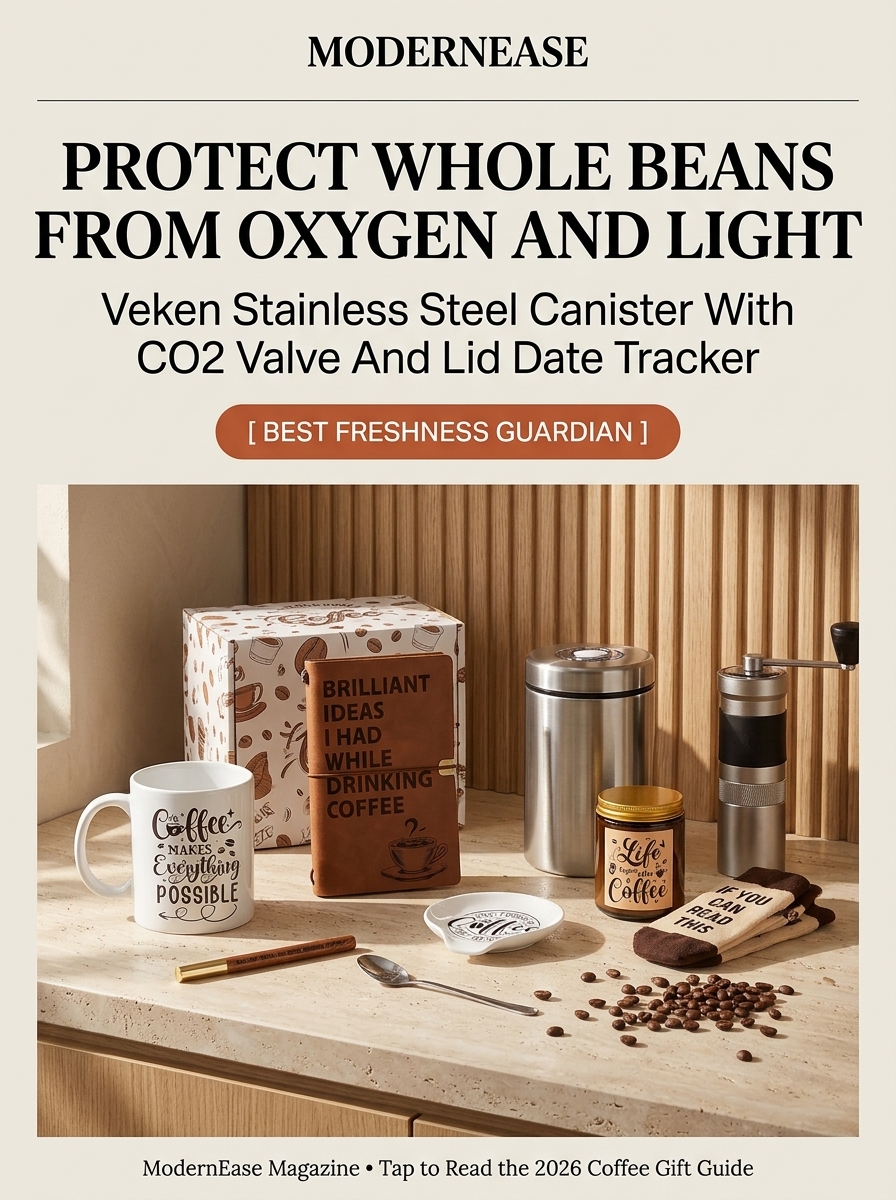 MODERNEASE
PROTECT WHOLE BEANS
FROM OXYGEN AND LIGHT
Veken Stainless Steel Canister With
CO2 Valve And Lid Date Tracker
[ BEST FRESHNESS GUARDIAN ]
Coffee
BRILLIANT
IDEAS
I HAD
WHILE
DRINKING
COFFEE
Coffee
MAKES
Everything
POSSIBLE
Life
Coffee
Coffee
IF YOU
CAN
READ
THIS
ModernEase Magazine • Tap to Read the 2026 Coffee Gift Guide